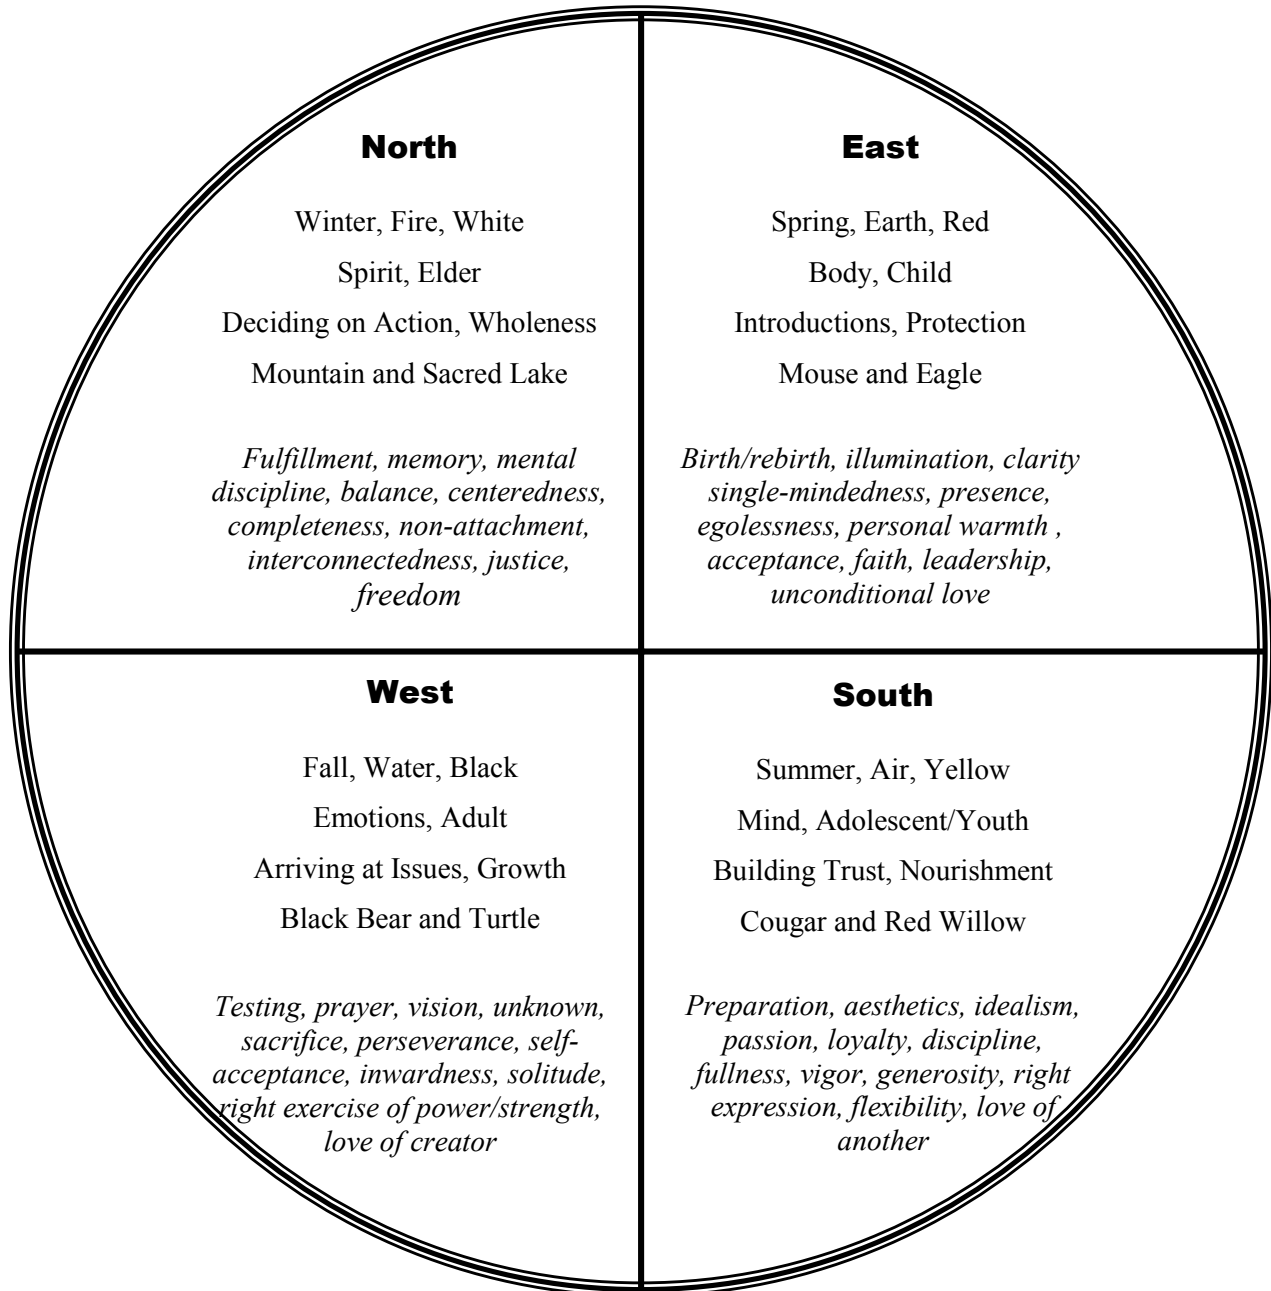 North
Winter, Fire, White
Spirit, Elder
Deciding on Action, Wholeness
Mountain and Sacred Lake
Fulfillment, memory, mental
discipline, balance, centeredness,
completeness, non-attachment,
interconnectedness, justice,
freedom
East
Spring, Earth, Red
Body, Child
Introductions, Protection
Mouse and Eagle
Birth/rebirth, illumination, clarity
single-mindedness, presence,
egolessness, personal warmth ,
acceptance, faith, leadership,
unconditional love
West
Fall, Water, Black
Emotions, Adult
Arriving at Issues, Growth
Black Bear and Turtle
Testing, prayer, vision, unknown,
sacrifice, perseverance, self-
acceptance, inwardness, solitude,
right exercise of power/strength,
love of creator
South
Summer, Air, Yellow
Mind, Adolescent/Youth
Building Trust, Nourishment
Cougar and Red Willow
Preparation, aesthetics, idealism,
passion, loyalty, discipline,
fullness, vigor, generosity, right
expression, flexibility, love of
another